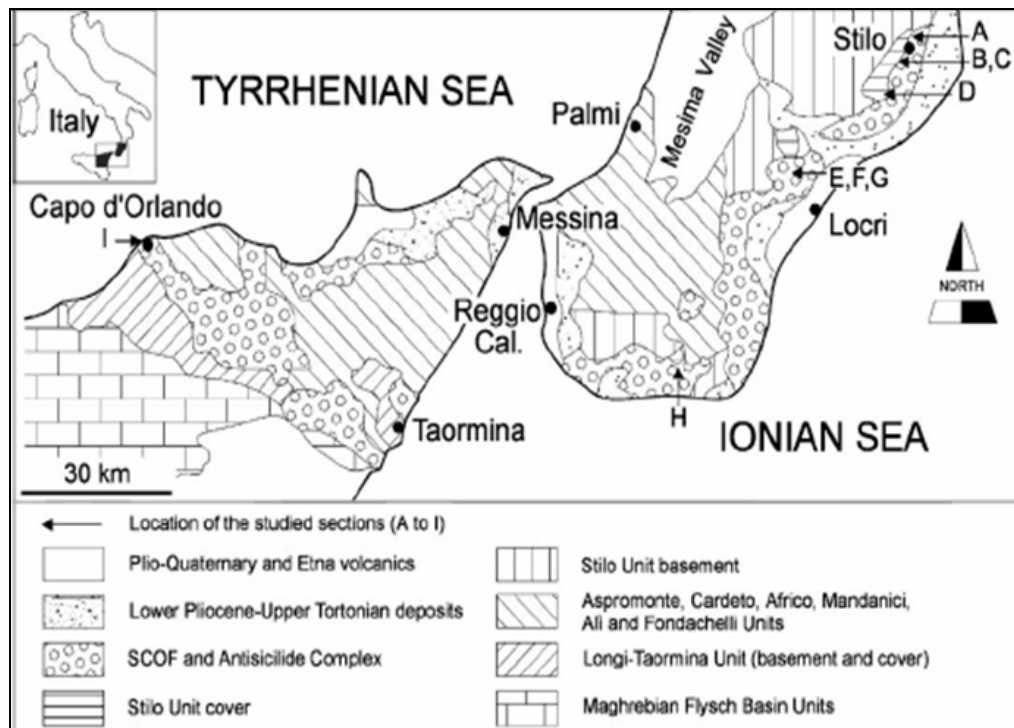 Italy
TYRRHENIAN SEA
Stilo
A
B,C
D
Palmi
Mesima Valley
E,F,G
Capo d'Orlando
I
Messina
Locri
NORTH
Reggio
Cal.
H
Taormina
IONIAN SEA
30 km
Location of the studied sections (A to I)
Plio-Quaternary and Etna volcanics
Stilo Unit basement
Lower Pliocene-Upper Tortonian deposits
Aspromonte, Cardeto, Africo, Mandanici,
Alì and Fondachelli Units
SCOF and Antisicilide Complex
Longi-Taormina Unit (basement and cover)
Stilo Unit cover
Maghrebian Flysch Basin Units